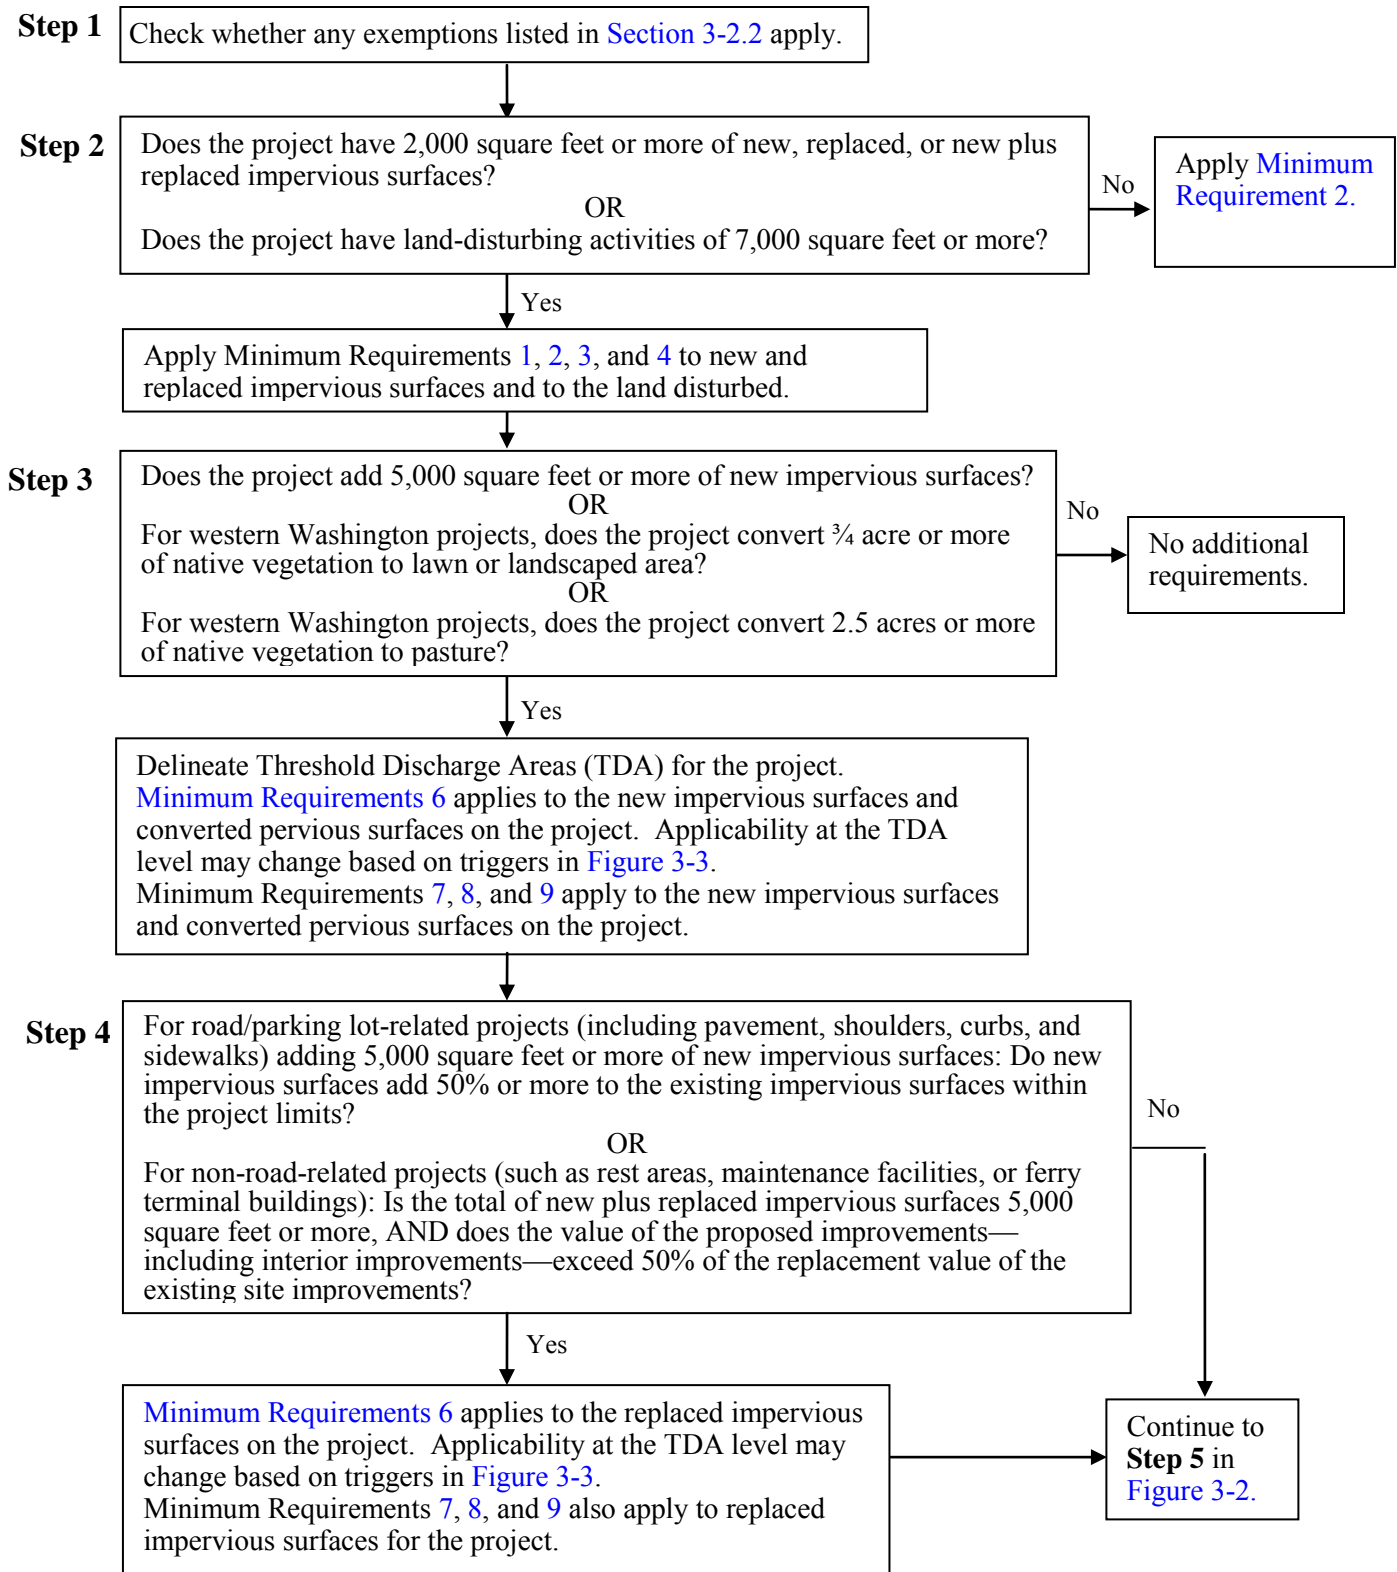 Step 1
Check whether any exemptions listed in Section 3-2.2 apply.
Step 2
Does the project have 2,000 square feet or more of new, replaced, or new plus
replaced impervious surfaces?
OR
Does the project have land-disturbing activities of 7,000 square feet or more?
No
Apply Minimum
Requirement 2.
Yes
Apply Minimum Requirements 1, 2, 3, and 4 to new and
replaced impervious surfaces and to the land disturbed.
Step 3
Does the project add 5,000 square feet or more of new impervious surfaces?
OR
For western Washington projects, does the project convert ¾ acre or more
of native vegetation to lawn or landscaped area?
OR
For western Washington projects, does the project convert 2.5 acres or more
of native vegetation to pasture?
No
No additional
requirements.
Yes
Delineate Threshold Discharge Areas (TDA) for the project.
Minimum Requirements 6 applies to the new impervious surfaces and
converted pervious surfaces on the project.  Applicability at the TDA
level may change based on triggers in Figure 3-3.
Minimum Requirements 7, 8, and 9 apply to the new impervious surfaces
and converted pervious surfaces on the project.
Step 4
For road/parking lot-related projects (including pavement, shoulders, curbs, and
sidewalks) adding 5,000 square feet or more of new impervious surfaces: Do new
impervious surfaces add 50% or more to the existing impervious surfaces within
the project limits?
OR
For non-road-related projects (such as rest areas, maintenance facilities, or ferry
terminal buildings): Is the total of new plus replaced impervious surfaces 5,000
square feet or more, AND does the value of the proposed improvements—
including interior improvements—exceed 50% of the replacement value of the
existing site improvements?
No
Yes
Minimum Requirements 6 applies to the replaced impervious
surfaces on the project.  Applicability at the TDA level may
change based on triggers in Figure 3-3.
Minimum Requirements 7, 8, and 9 also apply to replaced
impervious surfaces for the project.
Continue to
Step 5 in
Figure 3-2.